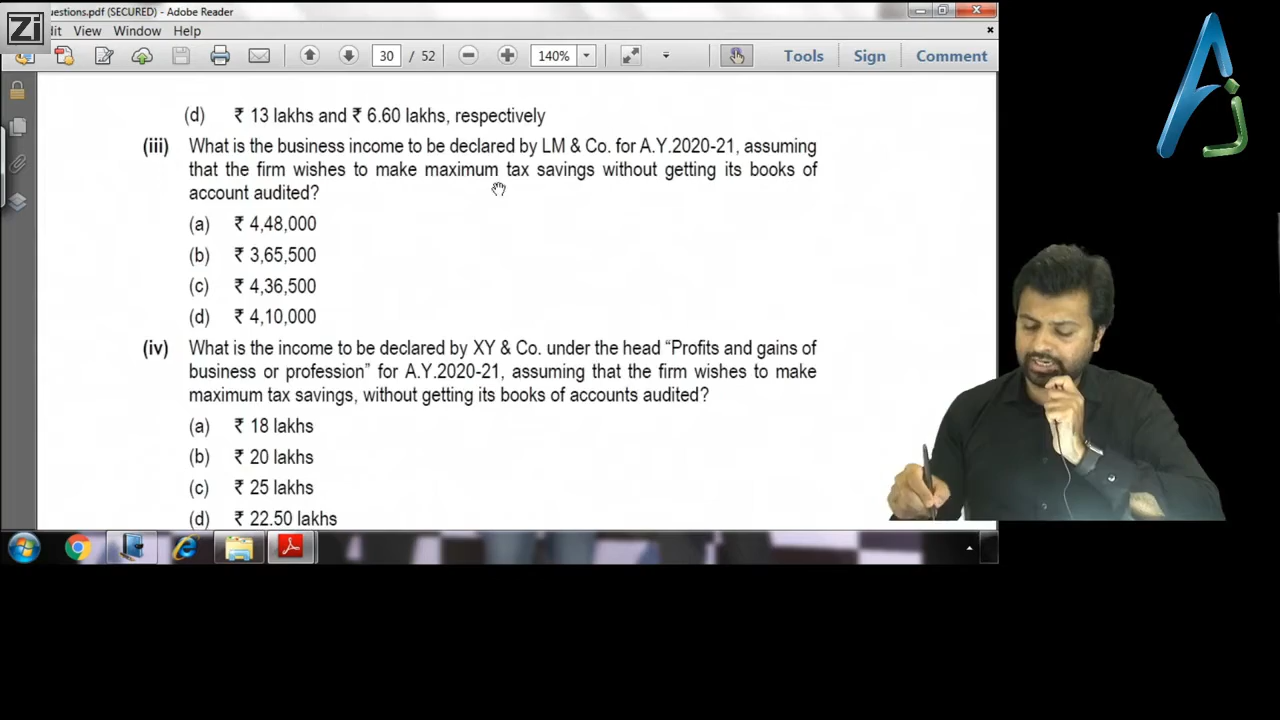 Zi
uestions.pdf (SECURED) - Adobe Reader
dit View Window Help
30 / 52 140% Tools Sign Comment
(d) ₹ 13 lakhs and ₹ 6.60 lakhs, respectively
(iii) What is the business income to be declared by LM & Co. for A.Y.2020-21, assuming
that the firm wishes to make maximum tax savings without getting its books of
account audited?
(a) ₹ 4,48,000
(b) ₹ 3,65,500
(c) ₹ 4,36,500
(d) ₹ 4,10,000
(iv) What is the income to be declared by XY & Co. under the head “Profits and gains of
business or profession” for A.Y.2020-21, assuming that the firm wishes to make
maximum tax savings, without getting its books of accounts audited?
(a) ₹ 18 lakhs
(b) ₹ 20 lakhs
(c) ₹ 25 lakhs
(d) ₹ 22.50 lakhs